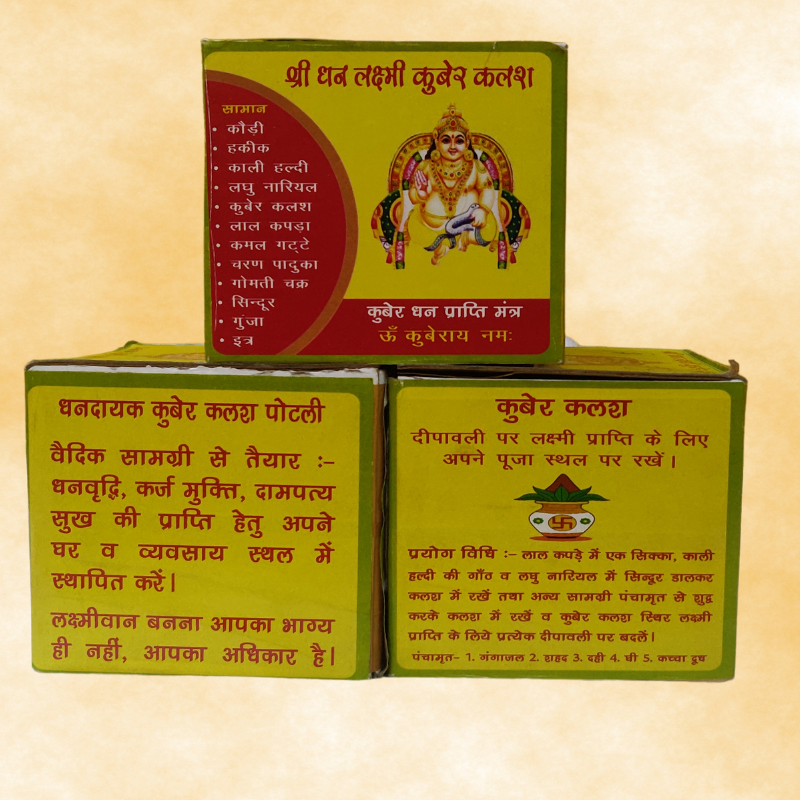 श्री धन लक्ष्मी कुबेर कलश
सामान
• कौड़ी
• हकीक
• काली हल्दी
• लघु नारियल
• कुबेर कलश
• लाल कपड़ा
• कमल गट्टे
• चरण पादुका
• गोमती चक्र
• सिन्दूर
• गुंजा
• इत्र
कुबेर धन प्राप्ति मंत्र
ऊँ कुबेराय नमः
धनदायक कुबेर कलश पोटली
वैदिक सामग्री से तैयार :–
धनवृद्धि, कर्ज मुक्ति, दामपत्य
सुख की प्राप्ति हेतु अपने
घर व व्यवसाय स्थल में
स्थापित करें।
लक्ष्मीवान बनना आपका भाग्य
ही नहीं, आपका अधिकार है।
कुबेर कलश
दीपावली पर लक्ष्मी प्राप्ति के लिए
अपने पूजा स्थल पर रखें।
प्रयोग विधि :– लाल कपड़े में एक सिक्का, काली
हल्दी की गाँठ व लघु नारियल में सिन्दूर डालकर
कलश में रखें तथा अन्य सामग्री पंचामृत से शुद्ध
करके कलश में रखें व कुबेर कलश स्थिर लक्ष्मी
प्राप्ति के लिये प्रत्येक दीपावली पर बदलें।
पंचामृत– 1. गंगाजल 2. शहद 3. दही 4. घी 5. कच्चा दूध